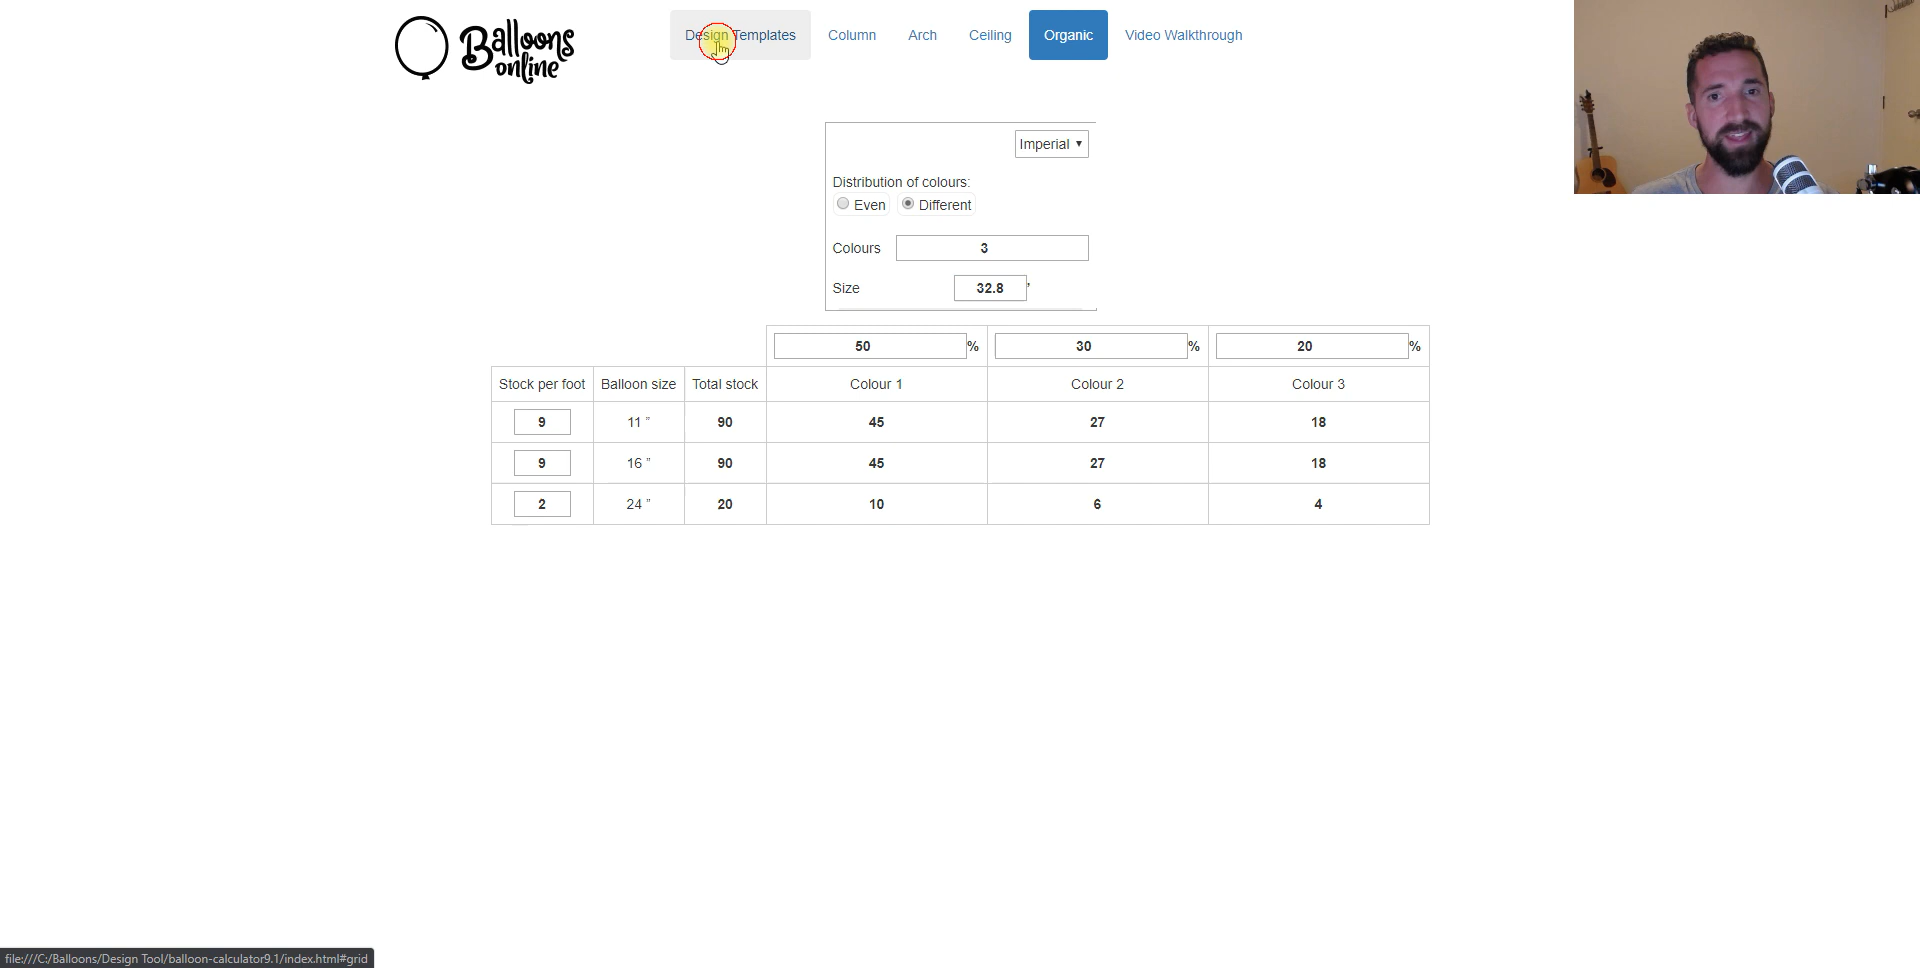 Balloons online
Design Templates Column Arch Ceiling Organic Video Walkthrough
Imperial
Distribution of colours:
Even Different
Colours 3
Size 32.8 '
50 % 30 % 20 %
Stock per foot Balloon size Total stock Colour 1 Colour 2 Colour 3
9 11 " 90 45 27 18
9 16 " 90 45 27 18
2 24 " 20 10 6 4
file:///C:/Balloons/Design Tool/balloon-calculator9.1/index.html#grid